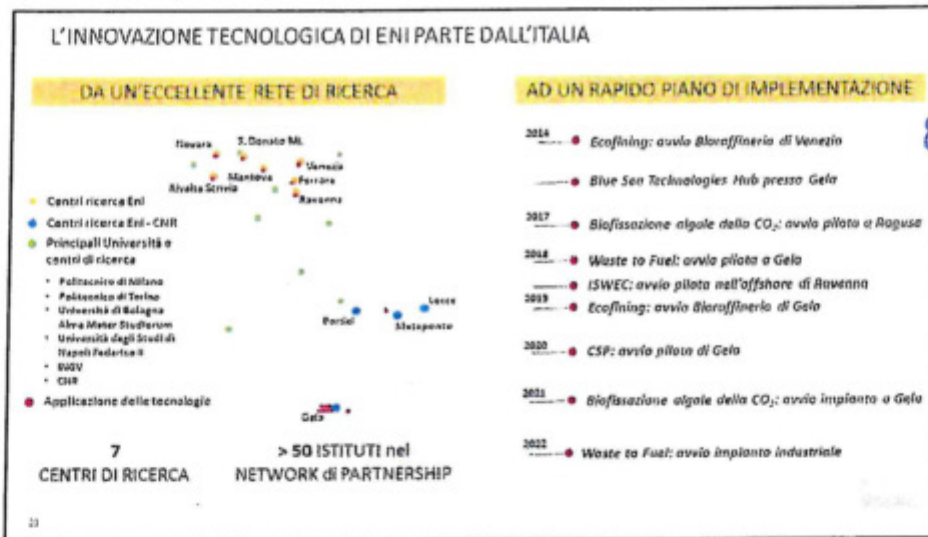 L'INNOVAZIONE TECNOLOGICA DI ENI PARTE DALL'ITALIA
DA UN'ECCELLENTE RETE DI RICERCA
Novara
S. Donato Mi.
Venezia
Mantova
Ferrara
Rivalta Scrivia
Ravenna
Centri ricerca Eni
Centri ricerca Eni - CNR
Principali Università e
centri di ricerca
• Politecnico di Milano
• Politecnico di Torino
• Università di Bologna
Alma Mater Studiorum
• Università degli Studi di
Napoli Federico II
• INGV
• CNR
Applicazione delle tecnologie
Portici
Lecce
Metaponto
Gela
7
CENTRI DI RICERCA
> 50 ISTITUTI nel
NETWORK di PARTNERSHIP
AD UN RAPIDO PIANO DI IMPLEMENTAZIONE
2014 Ecofining: avvio Bioraffineria di Venezia
Blue Sea Technologies Hub presso Gela
2017 Biofissazione algale della CO₂: avvio pilota a Ragusa
2018 Waste to Fuel: avvio pilota a Gela
ISWEC: avvio pilota nell'offshore di Ravenna
2019 Ecofining: avvio Bioraffineria di Gela
2020 CSP: avvio pilota di Gela
2021 Biofissazione algale della CO₂: avvio impianto a Gela
2022 Waste to Fuel: avvio impianto industriale
23